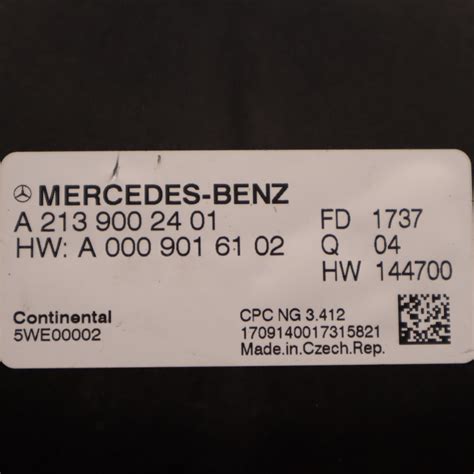 MERCEDES-BENZ
A 213 900 24 01 FD 1737
HW: A 000 901 61 02 Q 04
HW 144700
Continental CPC NG 3.412
5WE00002 1709140017315821
Made.in.Czech.Rep.